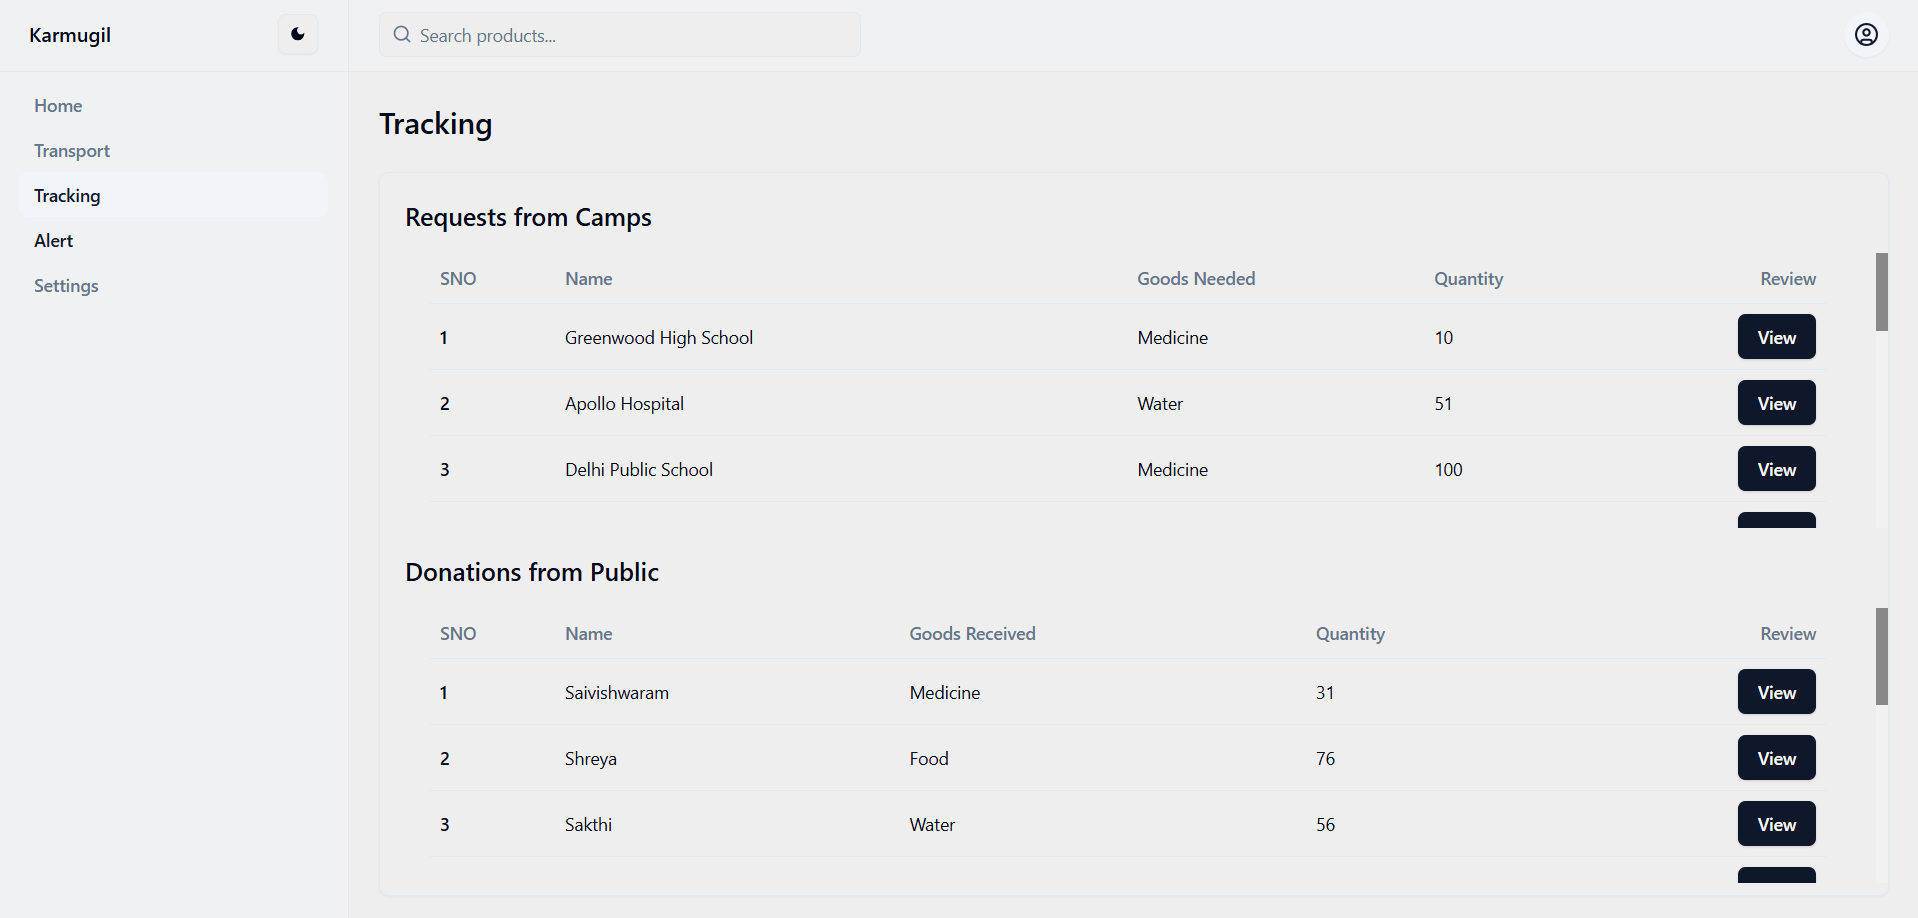 Karmugil
Search products...
Home
Transport
Tracking
Alert
Settings
Tracking
Requests from Camps
SNO Name Goods Needed Quantity Review
1 Greenwood High School Medicine 10 View
2 Apollo Hospital Water 51 View
3 Delhi Public School Medicine 100 View
Donations from Public
SNO Name Goods Received Quantity Review
1 Saivishwaram Medicine 31 View
2 Shreya Food 76 View
3 Sakthi Water 56 View